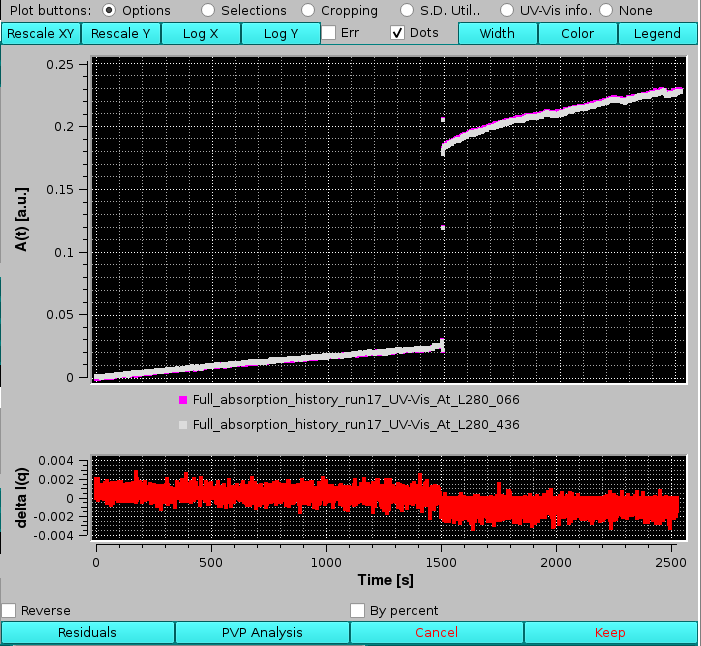 Plot buttons: Options Selections Cropping S.D. Util.. UV-Vis info. None
Rescale XY Rescale Y Log X Log Y Err Dots Width Color Legend
0.25
0.2
0.15
0.1
0.05
0
A(t) [a.u.]
Full_absorption_history_run17_UV-Vis_At_L280_066
Full_absorption_history_run17_UV-Vis_At_L280_436
0.004
0.002
0
-0.002
-0.004
delta I(q)
0 500 1000 1500 2000 2500
Time [s]
Reverse By percent
Residuals PVP Analysis Cancel Keep